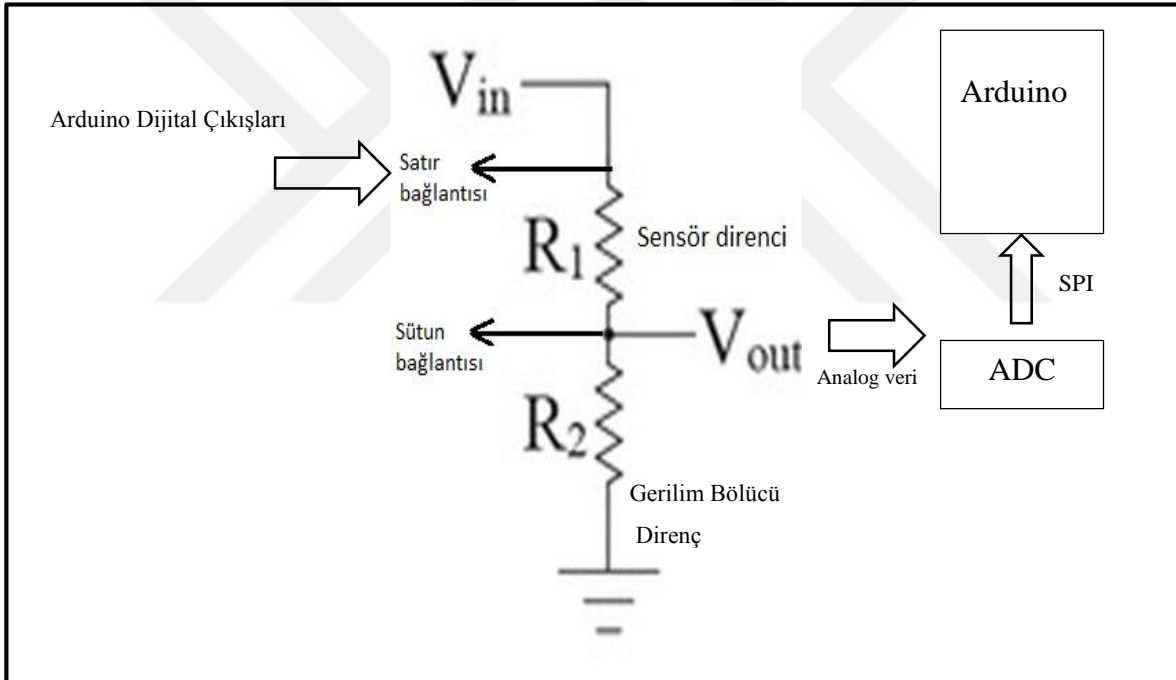 Vin
Arduino
Arduino Dijital Çıkışları
Satır
bağlantısı
R1
Sensör direnci
SPI
Sütun
bağlantısı
Vout
Analog veri
ADC
R2
Gerilim Bölücü
Direnç